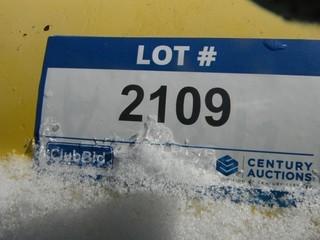 LOT #
2109
ClubBid
CENTURY
AUCTIONS